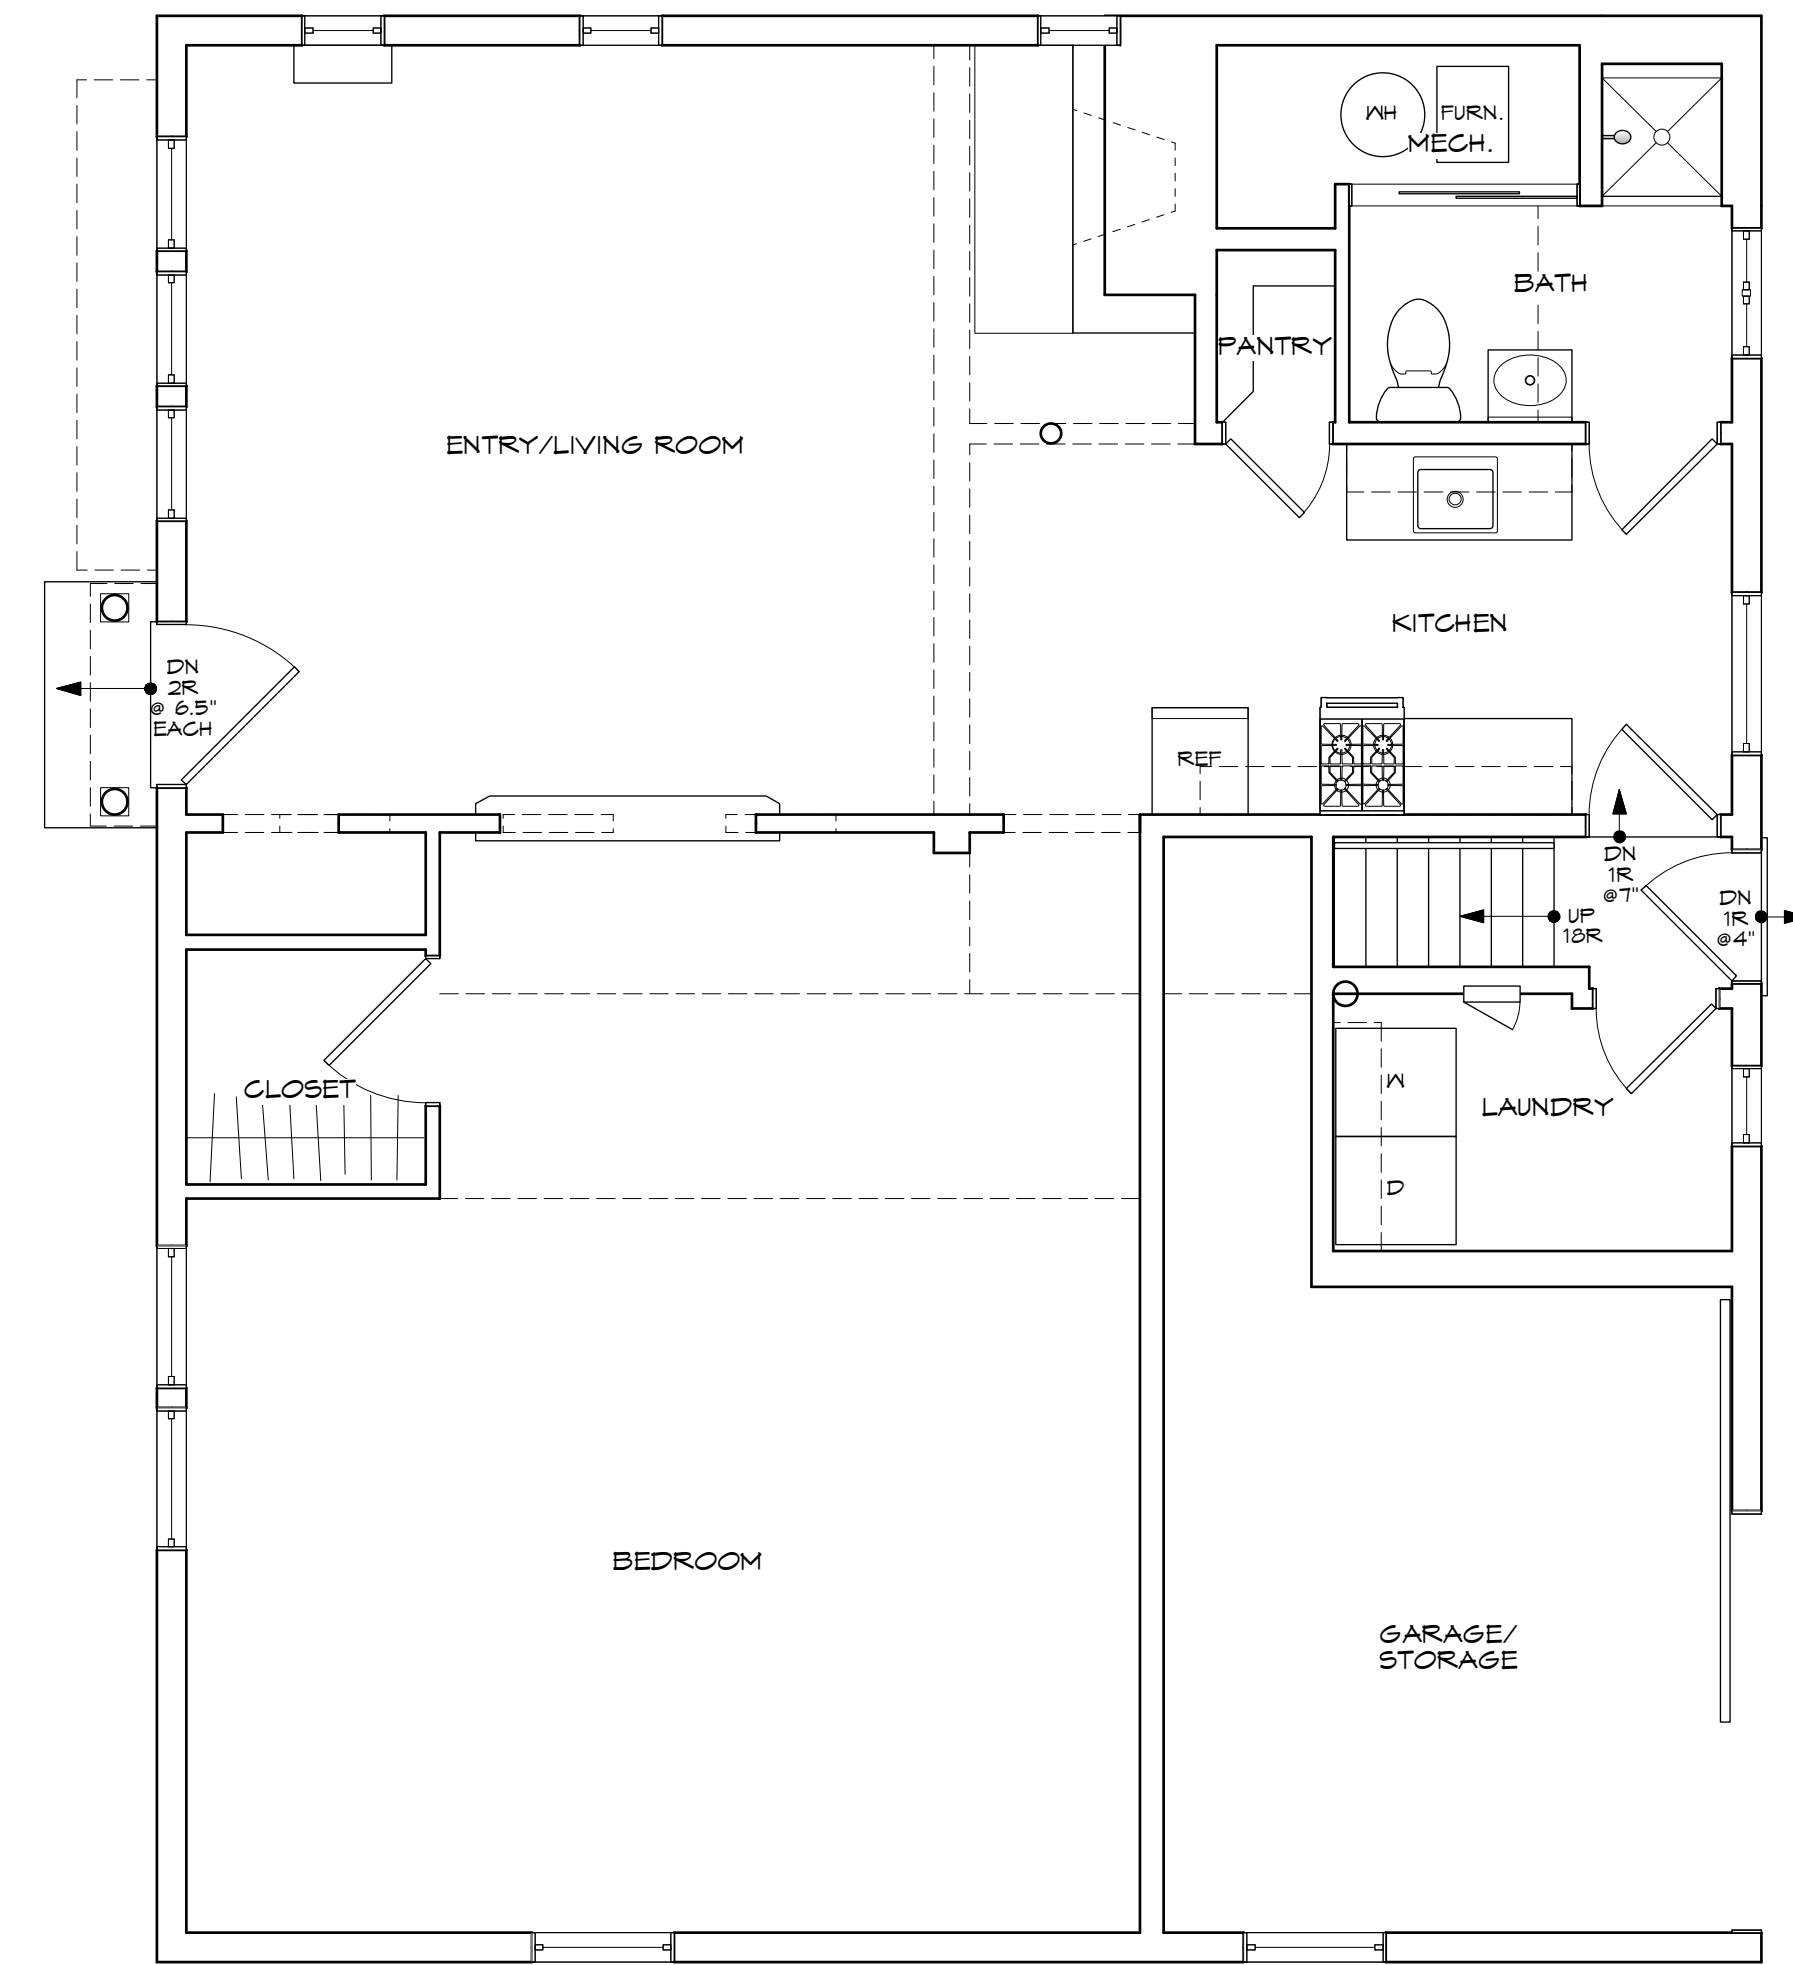 WH
FURN.
MECH.
BATH
PANTRY
ENTRY/LIVING ROOM
KITCHEN
DN
2R
@ 6.5"
EACH
REF
DN
1R
@7"
UP
18R
DN
1R
@4"
CLOSET
W
LAUNDRY
D
BEDROOM
GARAGE/
STORAGE